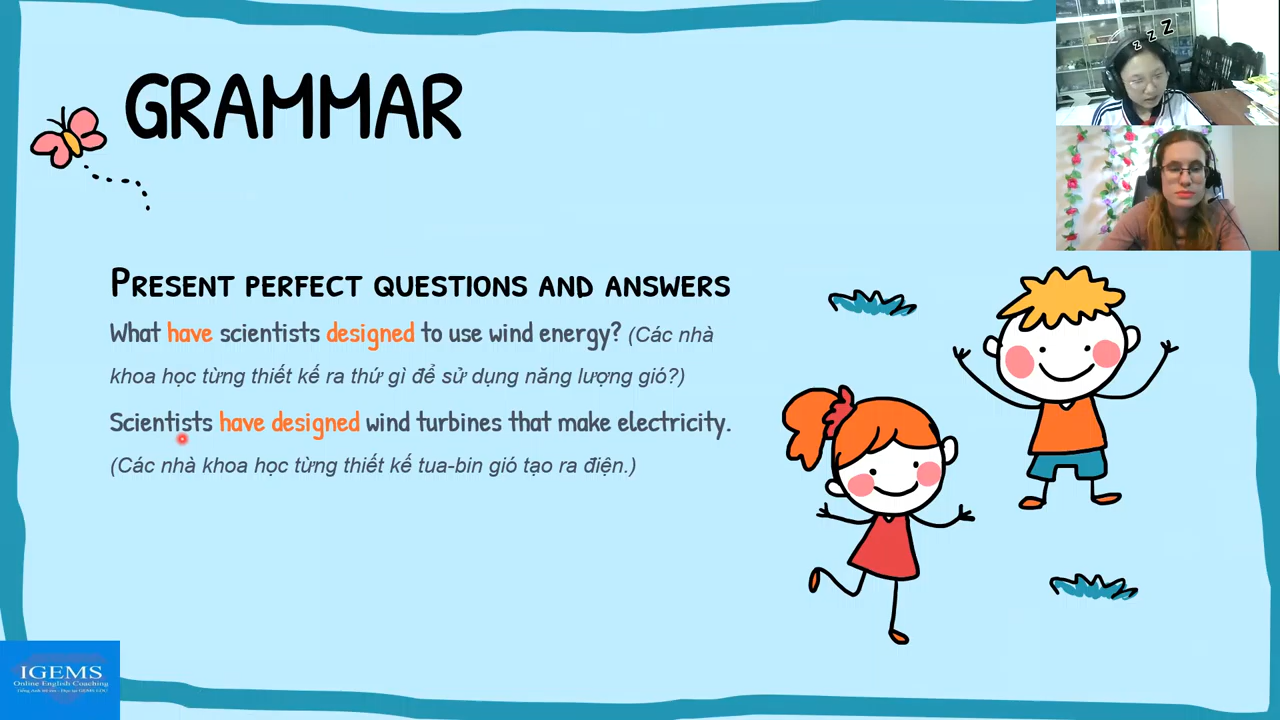 GRAMMAR
PRESENT PERFECT QUESTIONS AND ANSWERS
What have scientists designed to use wind energy? (Các nhà
khoa học từng thiết kế ra thứ gì để sử dụng năng lượng gió?)
Scientists have designed wind turbines that make electricity.
(Các nhà khoa học từng thiết kế tua-bin gió tạo ra điện.)
z z Z
IGEMS
Online English Coaching